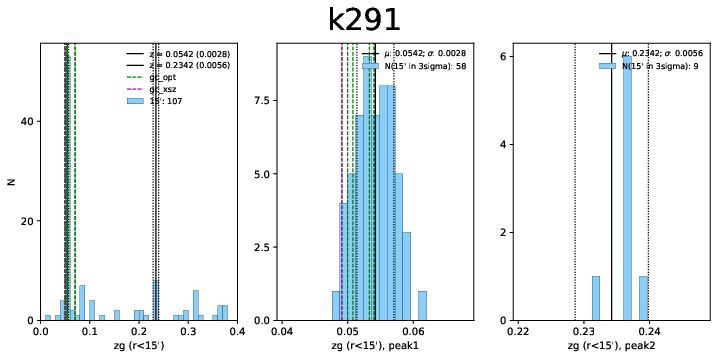 k291
z = 0.0542 (0.0028)
z = 0.2342 (0.0056)
gc_opt
gc_xsz
15': 107
N
0 20 40
0.0 0.1 0.2 0.3 0.4
zg (r<15')
μ: 0.0542; σ: 0.0028
N(15' in 3sigma): 58
0.0 2.5 5.0 7.5
0.04 0.05 0.06
zg (r<15'), peak1
μ: 0.2342; σ: 0.0056
N(15' in 3sigma): 9
0 2 4 6
0.22 0.23 0.24
zg (r<15'), peak2